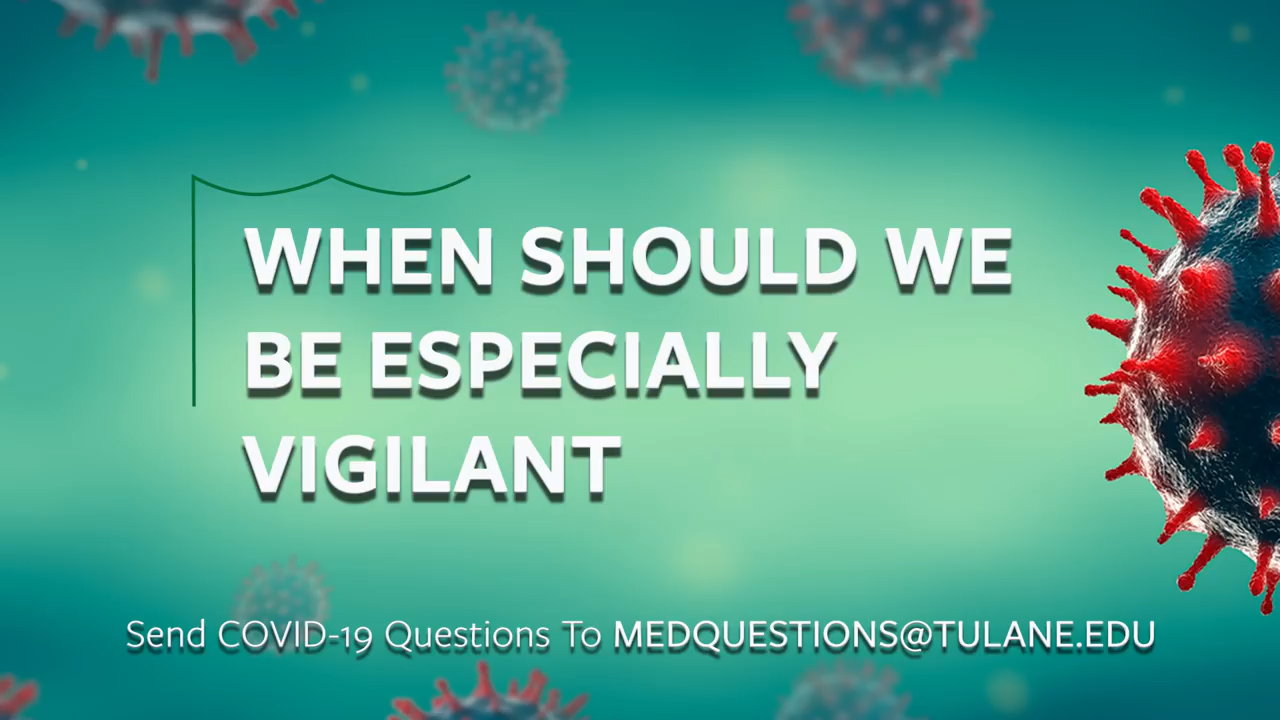 WHEN SHOULD WE
BE ESPECIALLY
VIGILANT
Send COVID-19 Questions To MEDQUESTIONS@TULANE.EDU